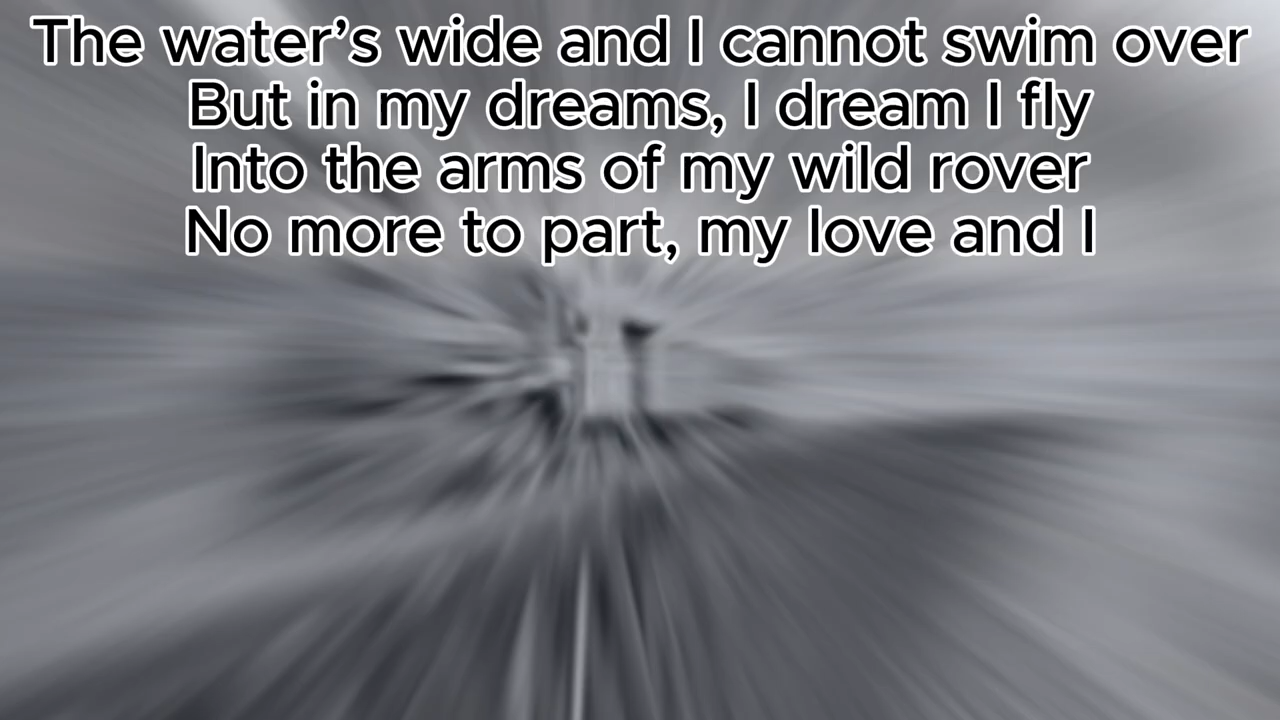 The water’s wide and I cannot swim over
But in my dreams, I dream I fly
Into the arms of my wild rover
No more to part, my love and I